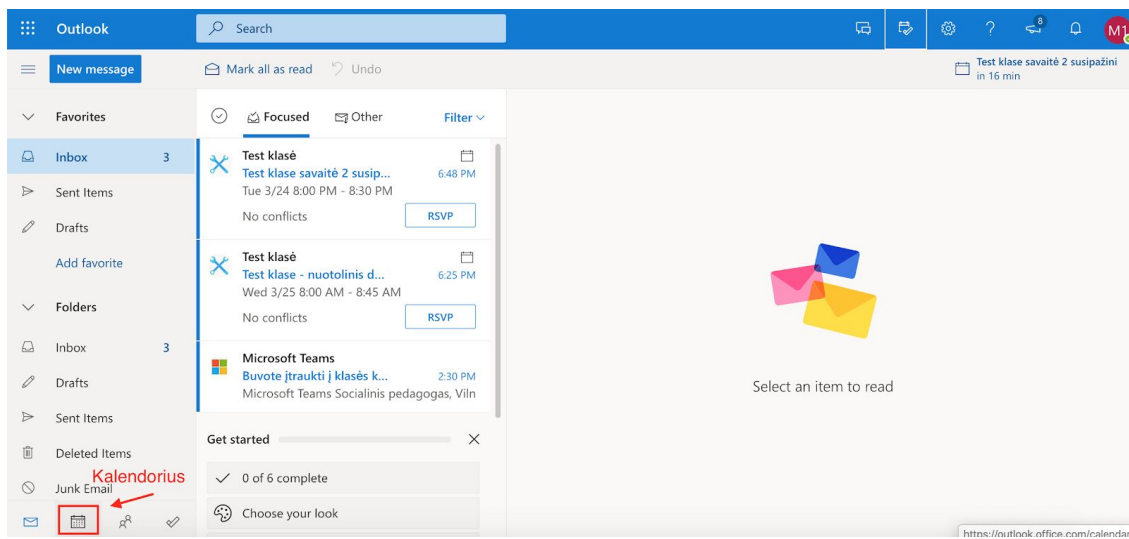 Outlook
Search
8
M1
New message
Mark all as read
Undo
Test klase savaitė 2 susipažini
in 16 min
Favorites
Focused
Other
Filter
Inbox 3
Test klasė
Test klase savaitė 2 susip...
6:48 PM
Tue 3/24 8:00 PM - 8:30 PM
No conflicts
RSVP
Sent Items
Drafts
Add favorite
Test klasė
Test klase - nuotolinis d...
6:25 PM
Wed 3/25 8:00 AM - 8:45 AM
No conflicts
RSVP
Folders
Inbox 3
Drafts
Sent Items
Deleted Items
Junk Email
Microsoft Teams
Buvote įtraukti į klasės k...
2:30 PM
Microsoft Teams Socialinis pedagogas, Viln
Get started
0 of 6 complete
Choose your look
Select an item to read
Kalendorius
https://outlook.office.com/calendar